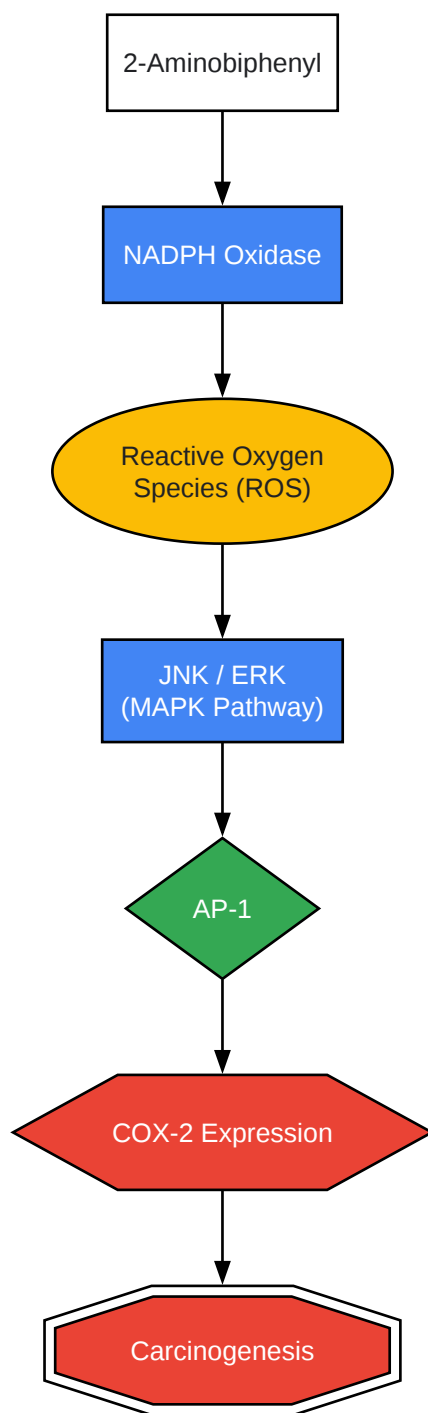 2-Aminobiphenyl
NADPH Oxidase
Reactive Oxygen
Species (ROS)
JNK / ERK
(MAPK Pathway)
AP-1
COX-2 Expression
Carcinogenesis